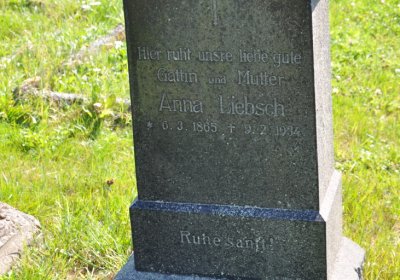 Hier ruht unsre liebe gute
Gattin und Mutter
Anna Liebsch
* 6. 3. 1865 ✝ 9. 2. 1934
Ruhe sanft!